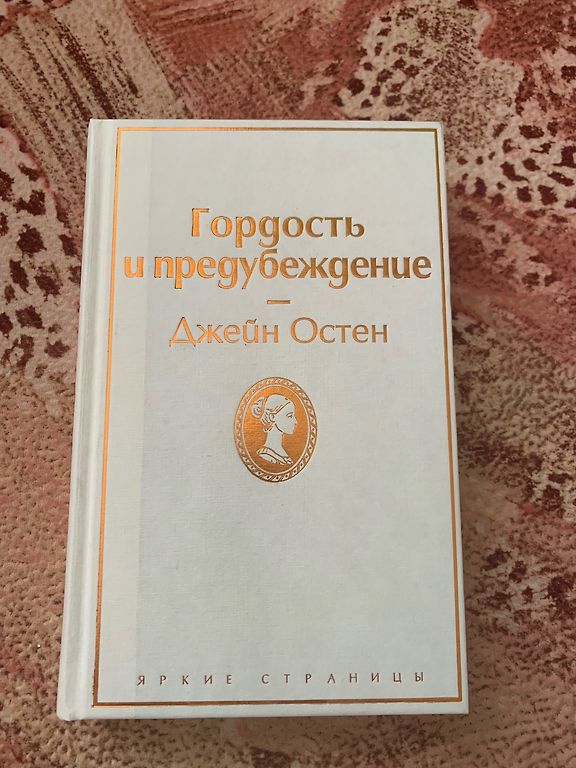 Гордость
и предубеждение
–
Джейн Остен
ЯРКИЕ СТРАНИЦЫ